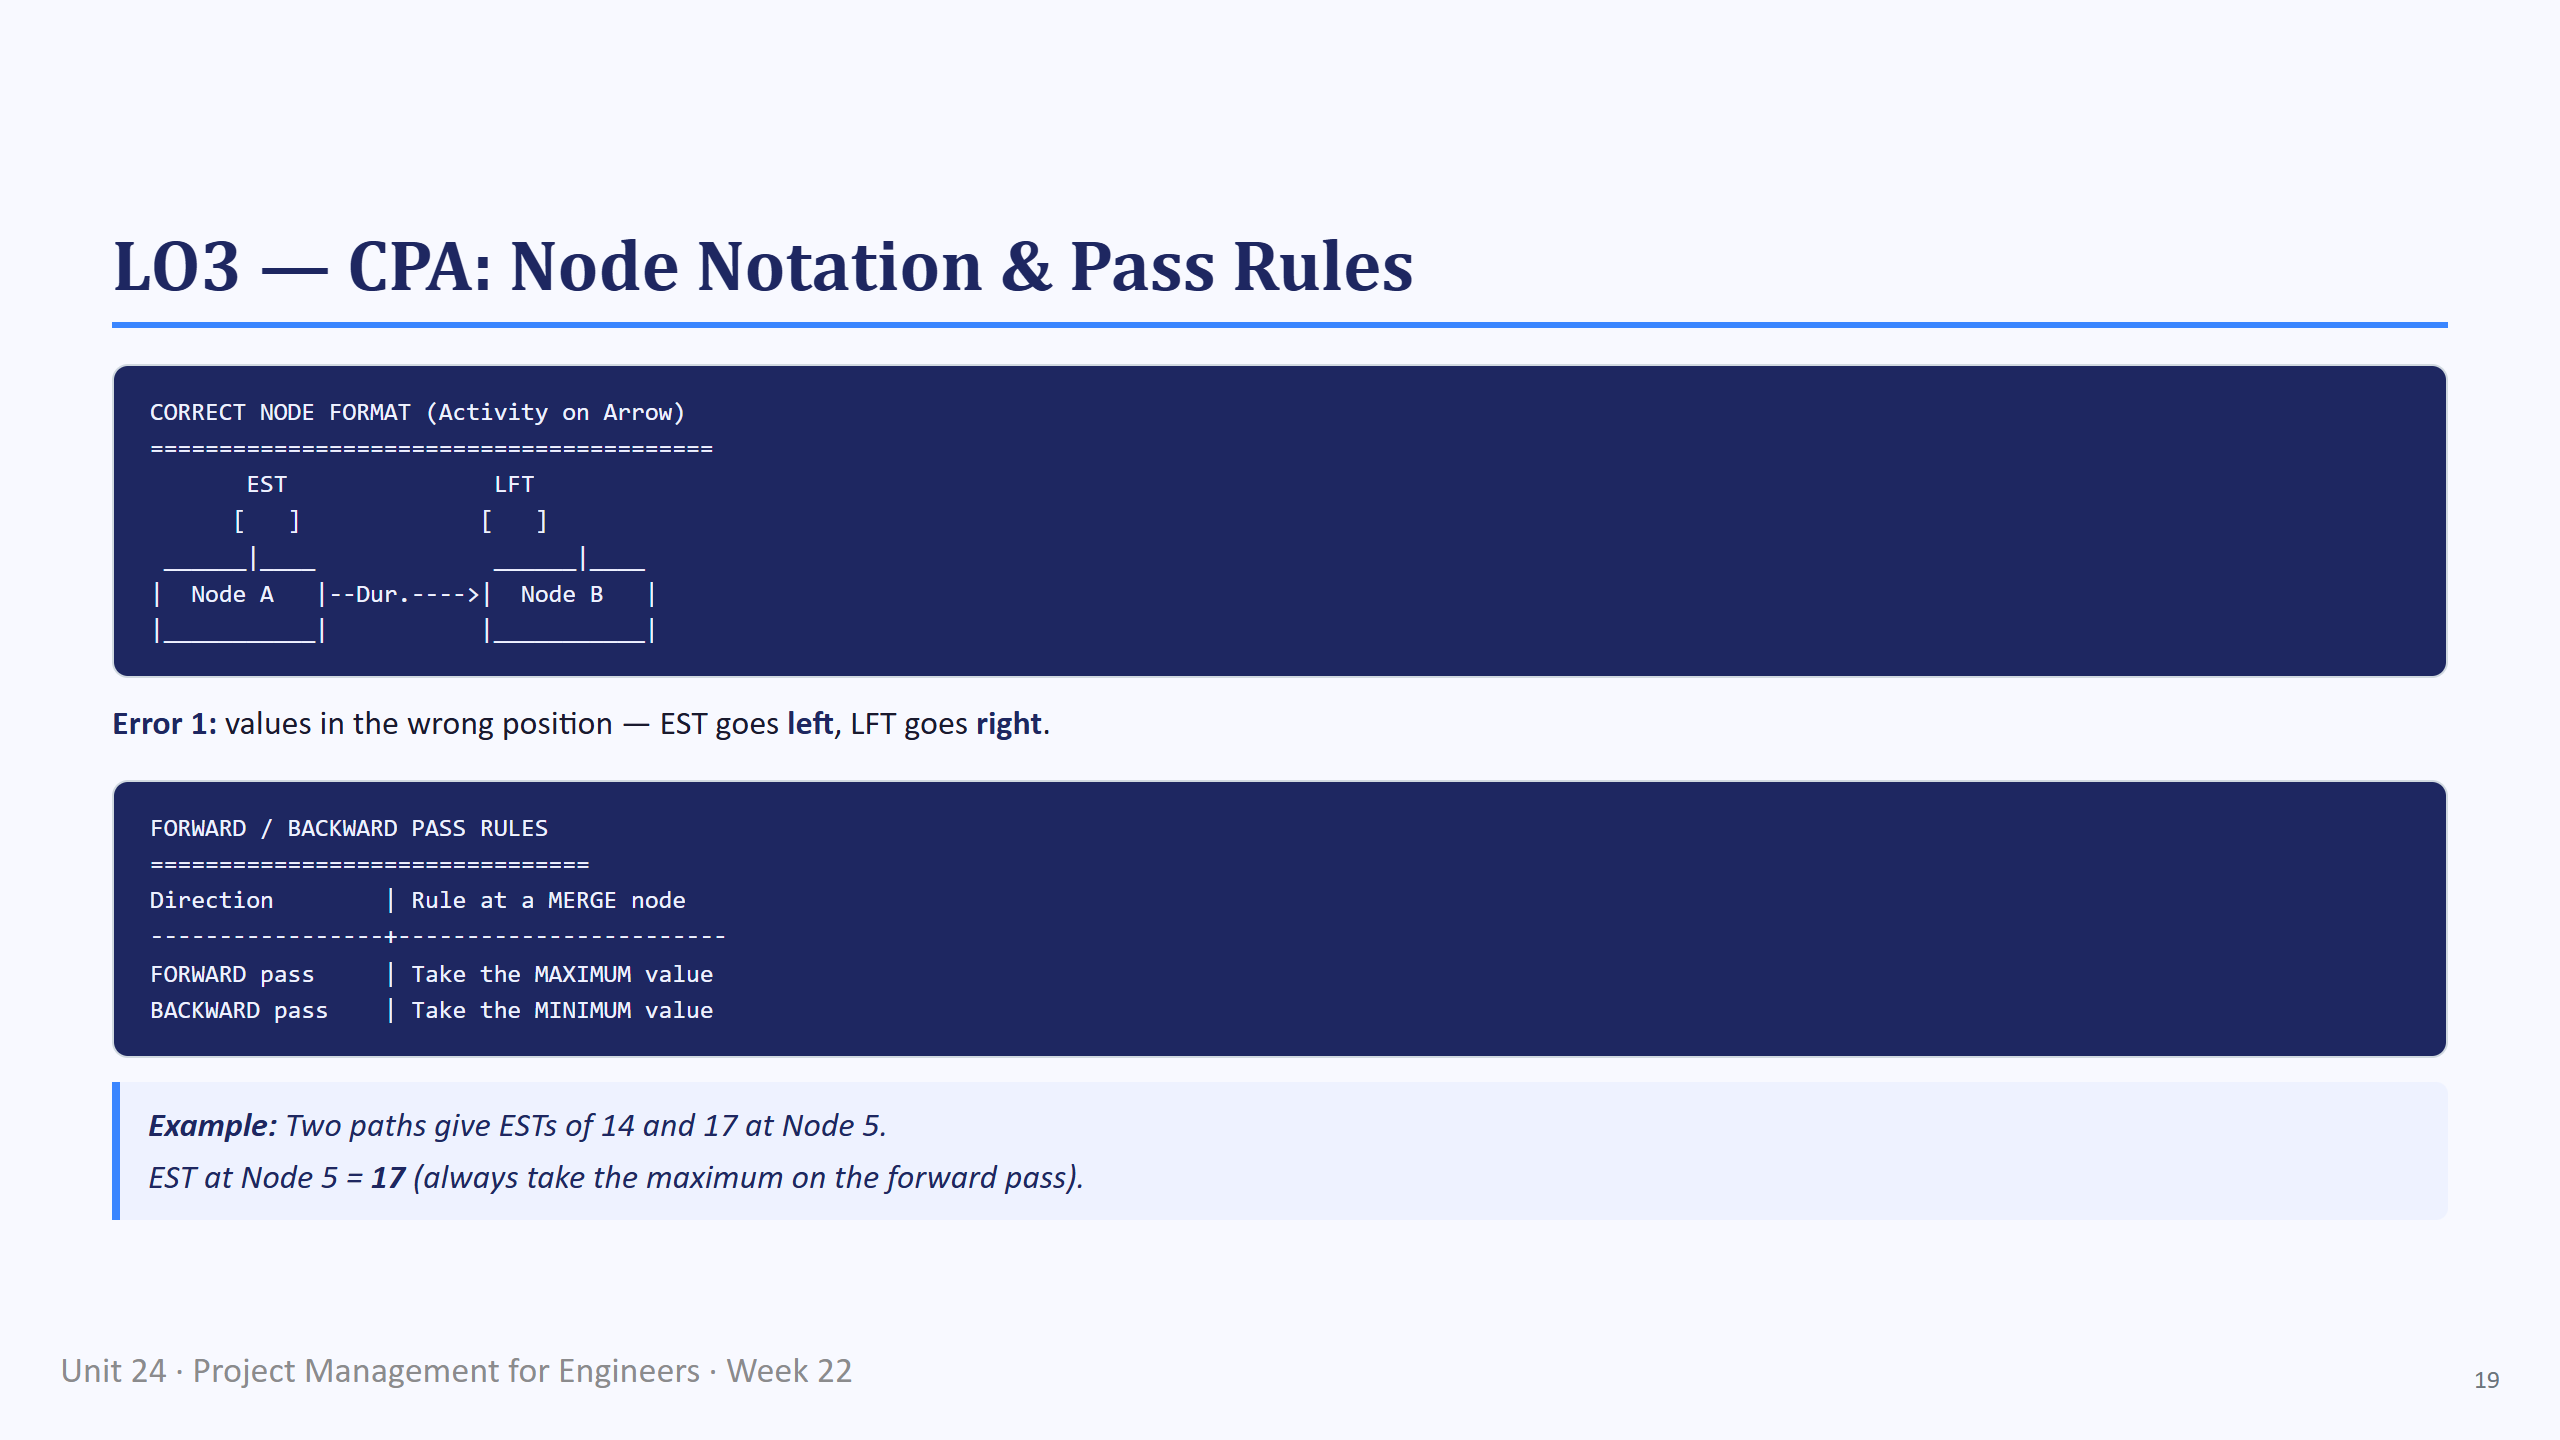 LO3 — CPA: Node Notation & Pass Rules
CORRECT NODE FORMAT (Activity on Arrow)
=========================================
       EST               LFT
      [   ]             [   ]
 ______|____             ______|____
|  Node A   |--Dur.---->|  Node B   |
|___________|           |___________|
Error 1: values in the wrong position — EST goes left, LFT goes right.
FORWARD / BACKWARD PASS RULES
================================
Direction        | Rule at a MERGE node
-----------------+------------------------
FORWARD pass     | Take the MAXIMUM value
BACKWARD pass    | Take the MINIMUM value
Example: Two paths give ESTs of 14 and 17 at Node 5.
EST at Node 5 = 17 (always take the maximum on the forward pass).
Unit 24 · Project Management for Engineers · Week 22
19